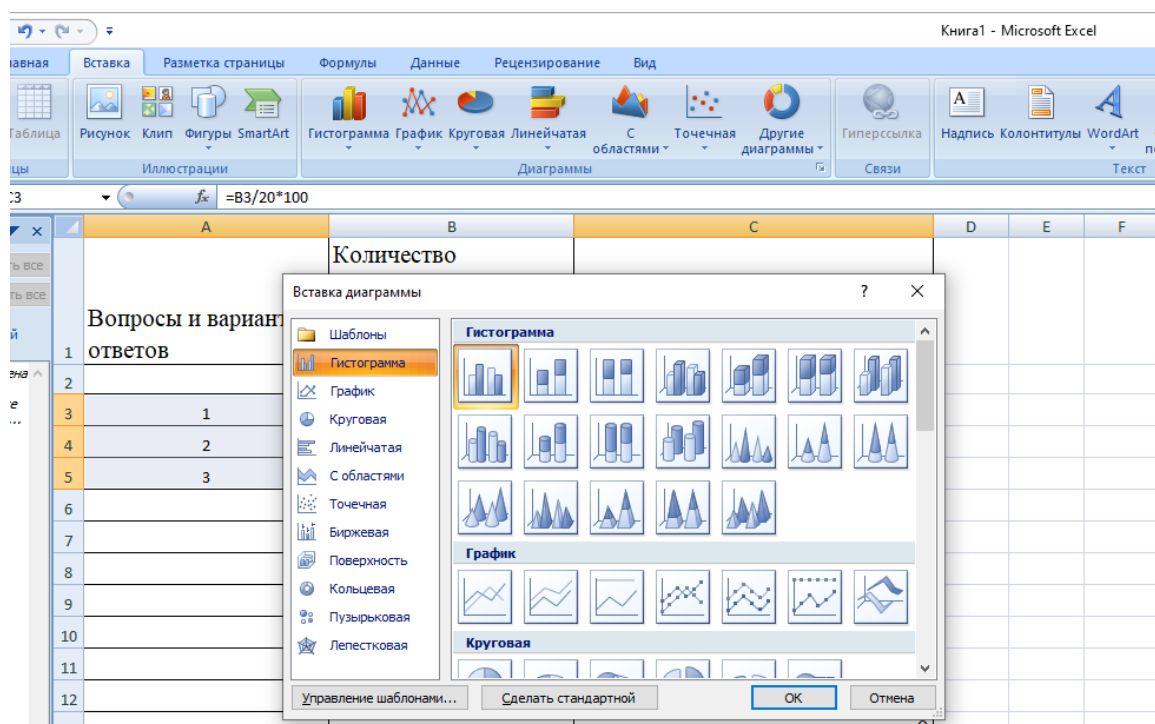 Книга1 - Microsoft Excel
Вставка Разметка страницы Формулы Данные Рецензирование Вид
Рисунок Клип Фигуры SmartArt Гистограмма График Круговая Линейчатая С областями Точечная Другие диаграммы Гиперссылка Надпись Колонтитулы WordArt
Иллюстрации Диаграммы Связи Текст
fx =B3/20*100
A B C D E F
Количество
Вопросы и вариант
1 ответов
2
3 1
4 2
5 3
6
7
8
9
10
11
12
Вставка диаграммы ? ×
Шаблоны
Гистограмма
График
Круговая
Линейчатая
С областями
Точечная
Биржевая
Поверхность
Кольцевая
Пузырьковая
Лепестковая
Гистограмма
График
Круговая
Управление шаблонами... Сделать стандартной ОК Отмена